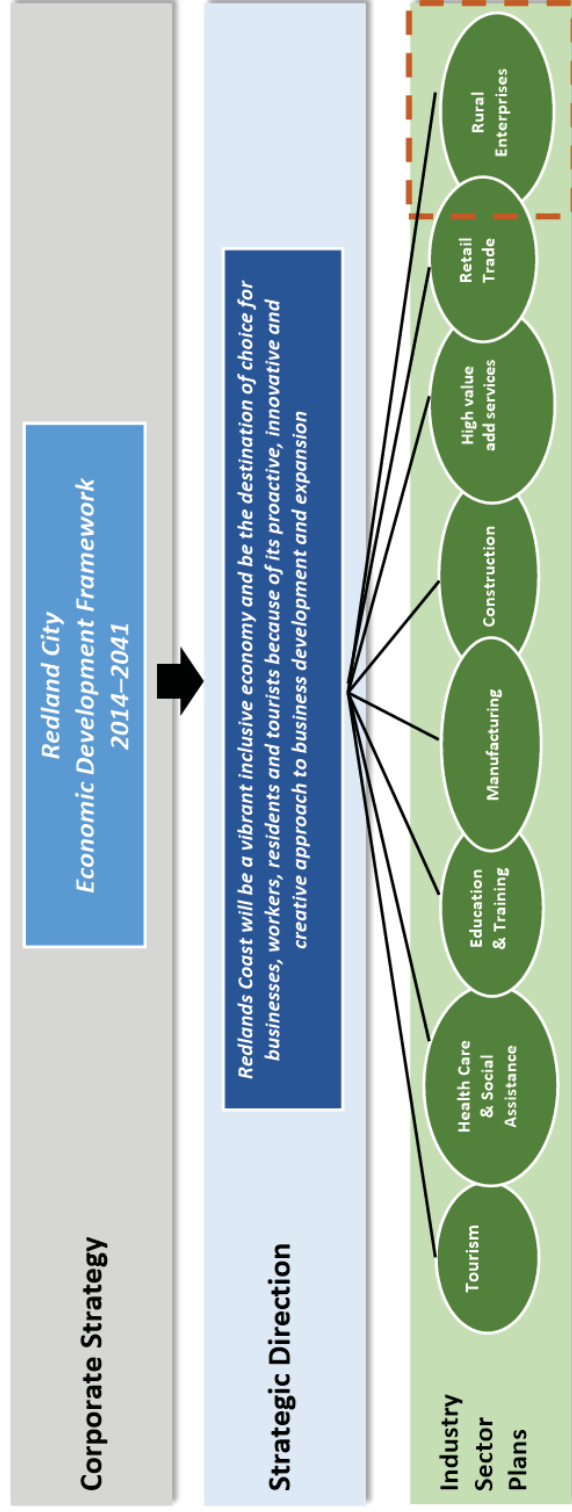 Corporate Strategy
Redland City
Economic Development Framework
2014–2041
Strategic Direction
Redlands Coast will be a vibrant inclusive economy and be the destination of choice for
businesses, workers, residents and tourists because of its proactive, innovative and
creative approach to business development and expansion
Industry
Sector
Plans
Tourism
Health Care
& Social
Assistance
Education
& Training
Manufacturing
Construction
High value
add services
Retail
Trade
Rural
Enterprises